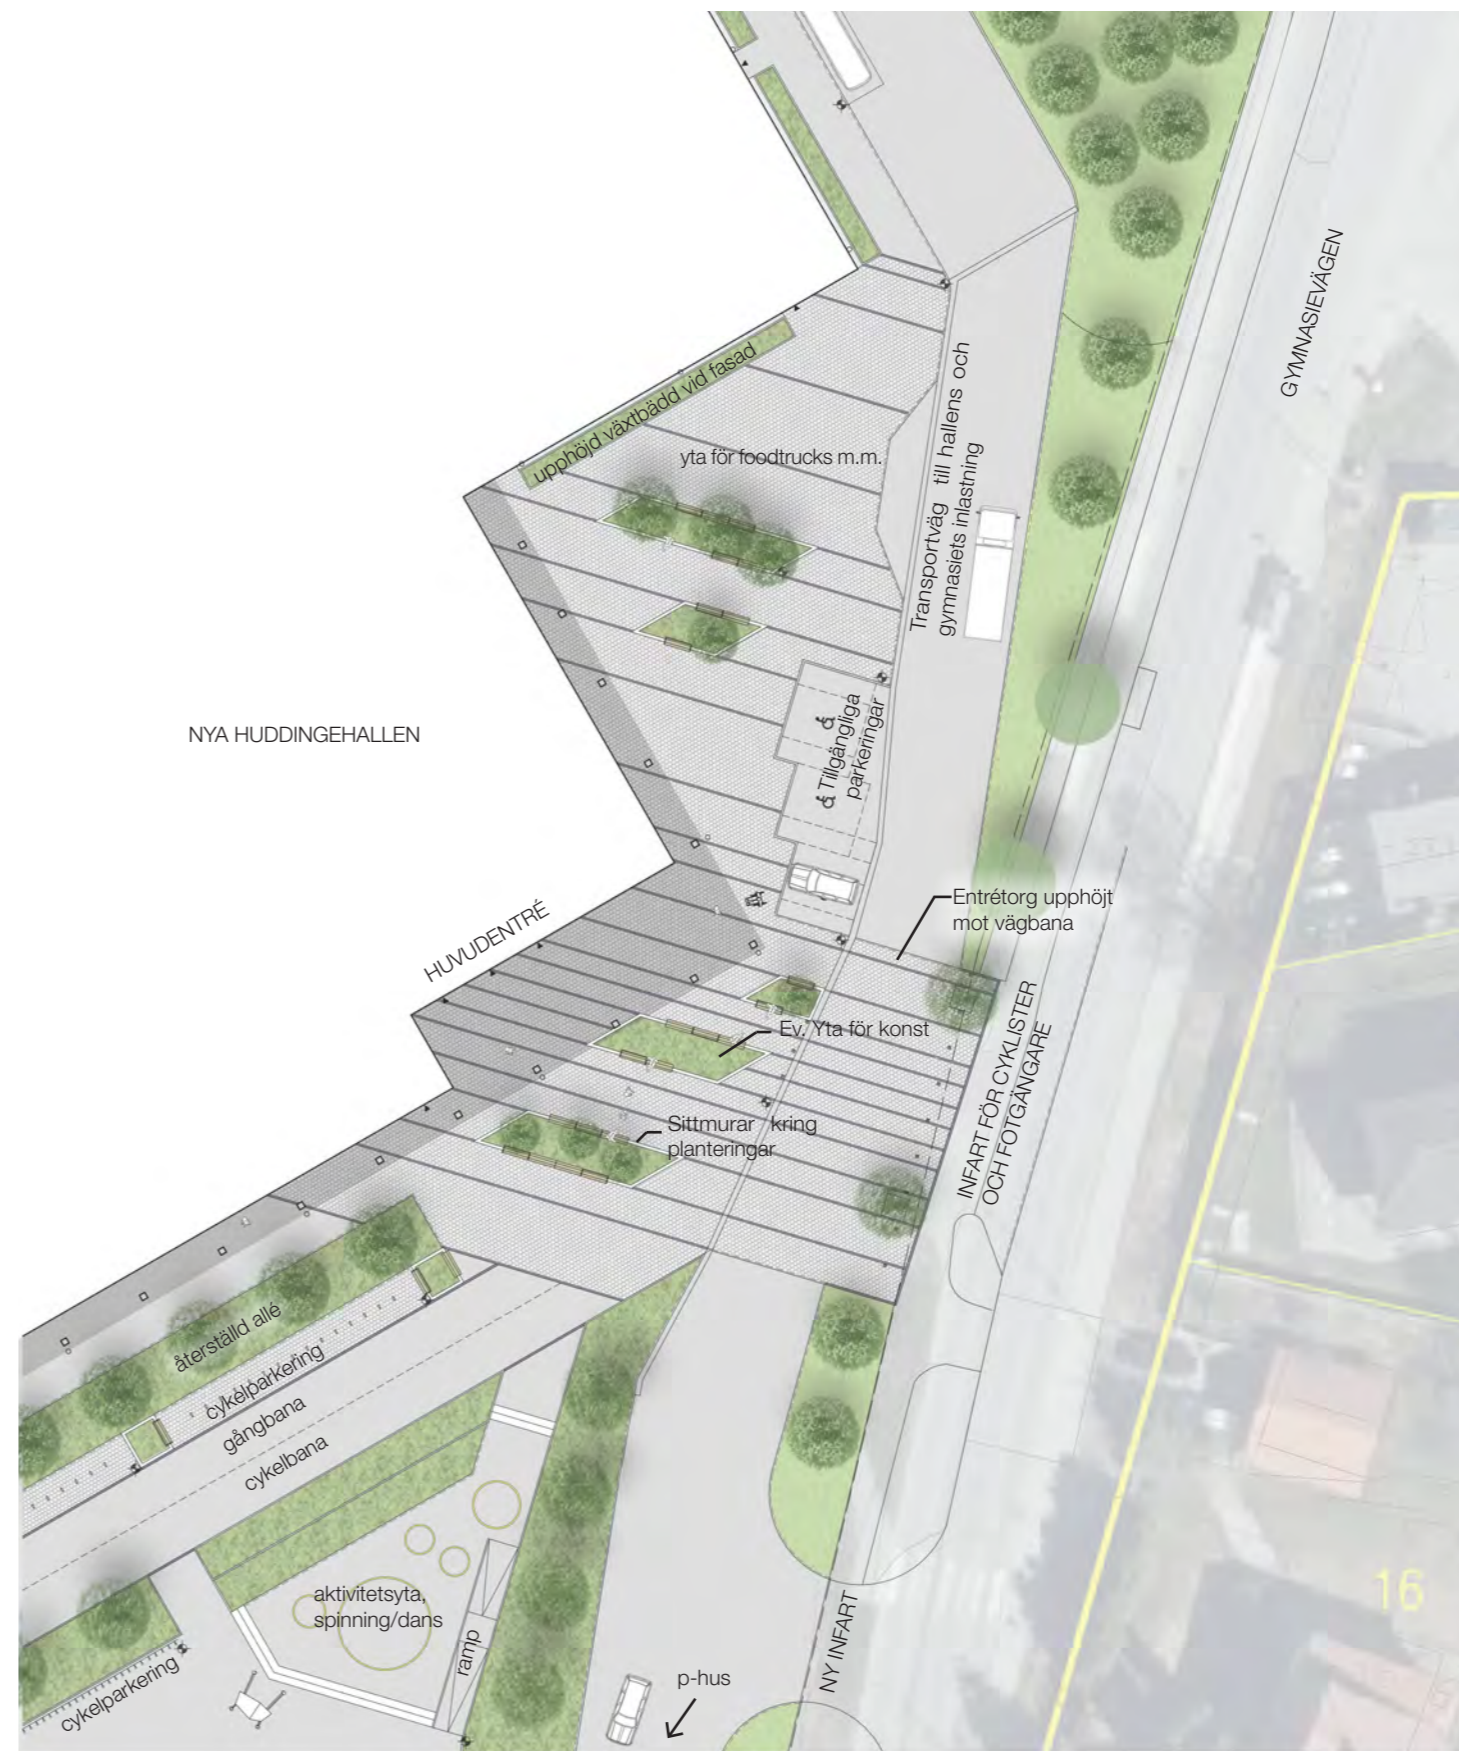 GYMNASIEVÄGEN
upphöjd växtbädd vid fasad
yta för foodtrucks m.m.
Transportväg till hallens och
gymnasiets inlastning
NYA HUDDINGEHALLEN
Tillgängliga
parkeringar
HUVUDENTRÉ
Entrétorg upphöjt
mot vägbana
Ev. Yta för konst
INFART FÖR CYKLISTER
OCH FOTGÄNGARE
Sittmurar kring
planteringar
återställd allé
cykelparkering
gångbana
cykelbana
aktivitetsyta,
spinning/dans
ramp
cykelparkering
p-hus
NY INFART
16